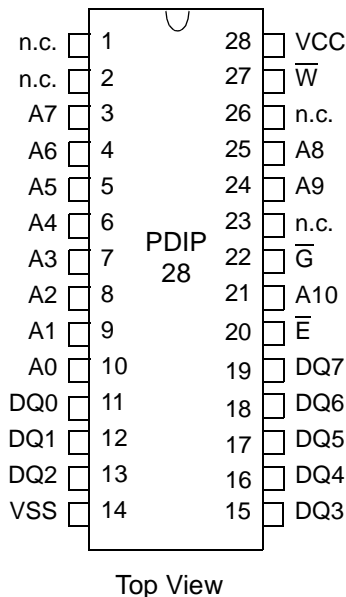 n.c. 1 28 VCC
n.c. 2 27 W̅
A7 3 26 n.c.
A6 4 25 A8
A5 5 24 A9
A4 6 23 n.c.
A3 7 PDIP 22 G̅
A2 8 28 21 A10
A1 9 20 E̅
A0 10 19 DQ7
DQ0 11 18 DQ6
DQ1 12 17 DQ5
DQ2 13 16 DQ4
VSS 14 15 DQ3
Top View